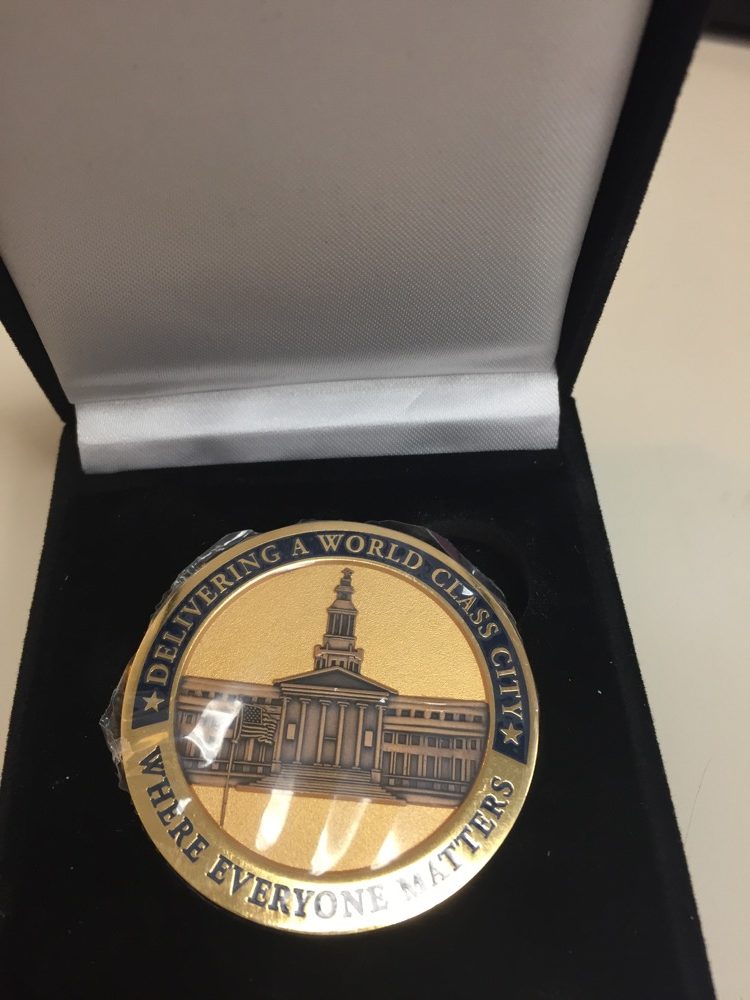 DELIVERING A WORLD CLASS CITY
WHERE EVERYONE MATTERS